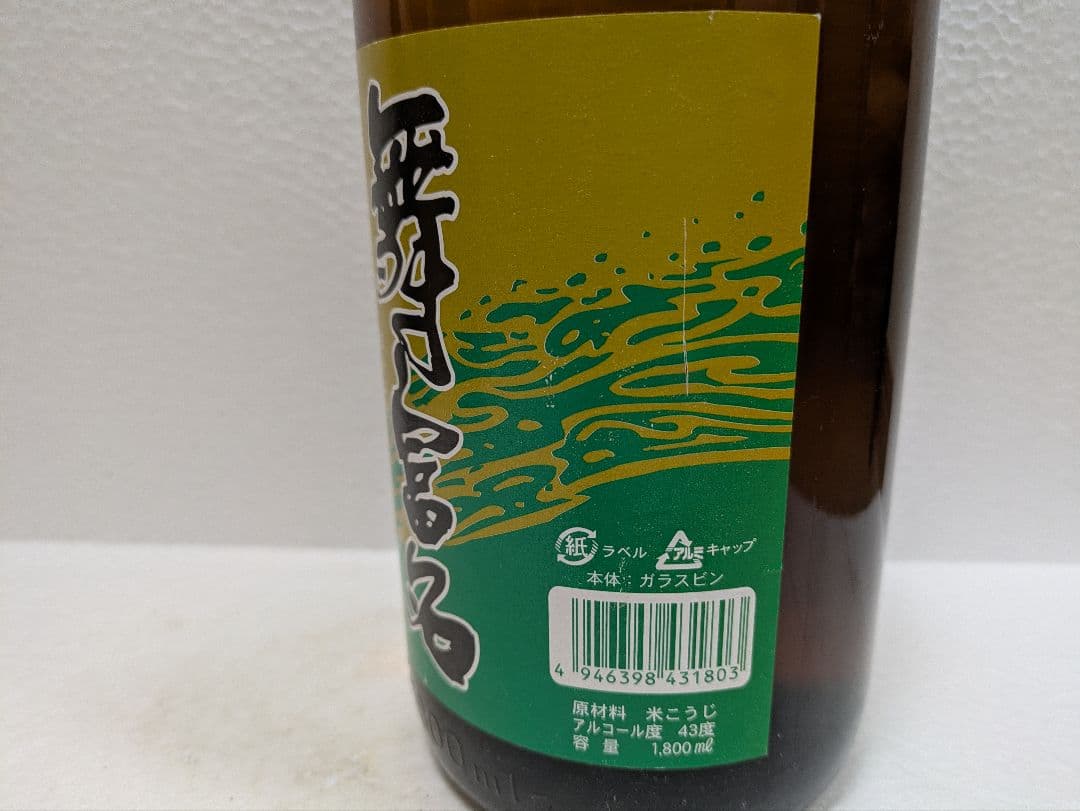 舞富名
紙 ラベル アルミ キャップ
本体：ガラスビン
4 946398 431803
原材料 米こうじ
アルコール度 43度
容量 1,800㎖
00ml